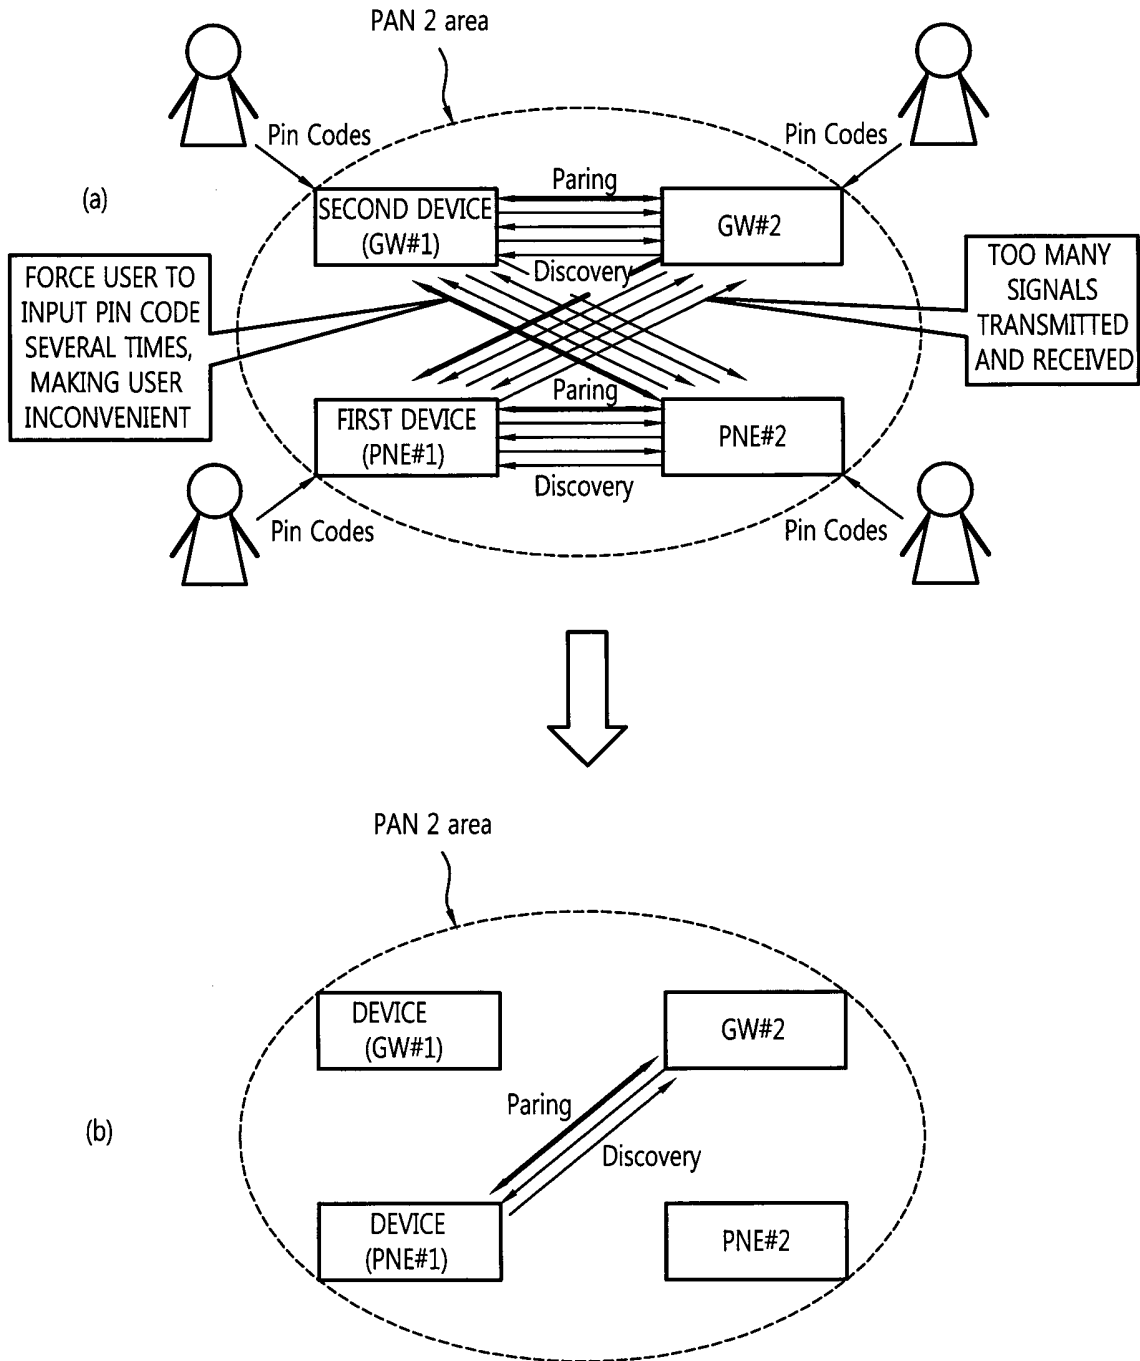 PAN 2 area
Pin Codes
Pin Codes
(a)
Paring
SECOND DEVICE
(GW#1)
GW#2
Discovery
FORCE USER TO
INPUT PIN CODE
SEVERAL TIMES,
MAKING USER
INCONVENIENT
TOO MANY
SIGNALS
TRANSMITTED
AND RECEIVED
Paring
FIRST DEVICE
(PNE#1)
PNE#2
Discovery
Pin Codes
Pin Codes
PAN 2 area
DEVICE
(GW#1)
GW#2
Paring
(b)
Discovery
DEVICE
(PNE#1)
PNE#2